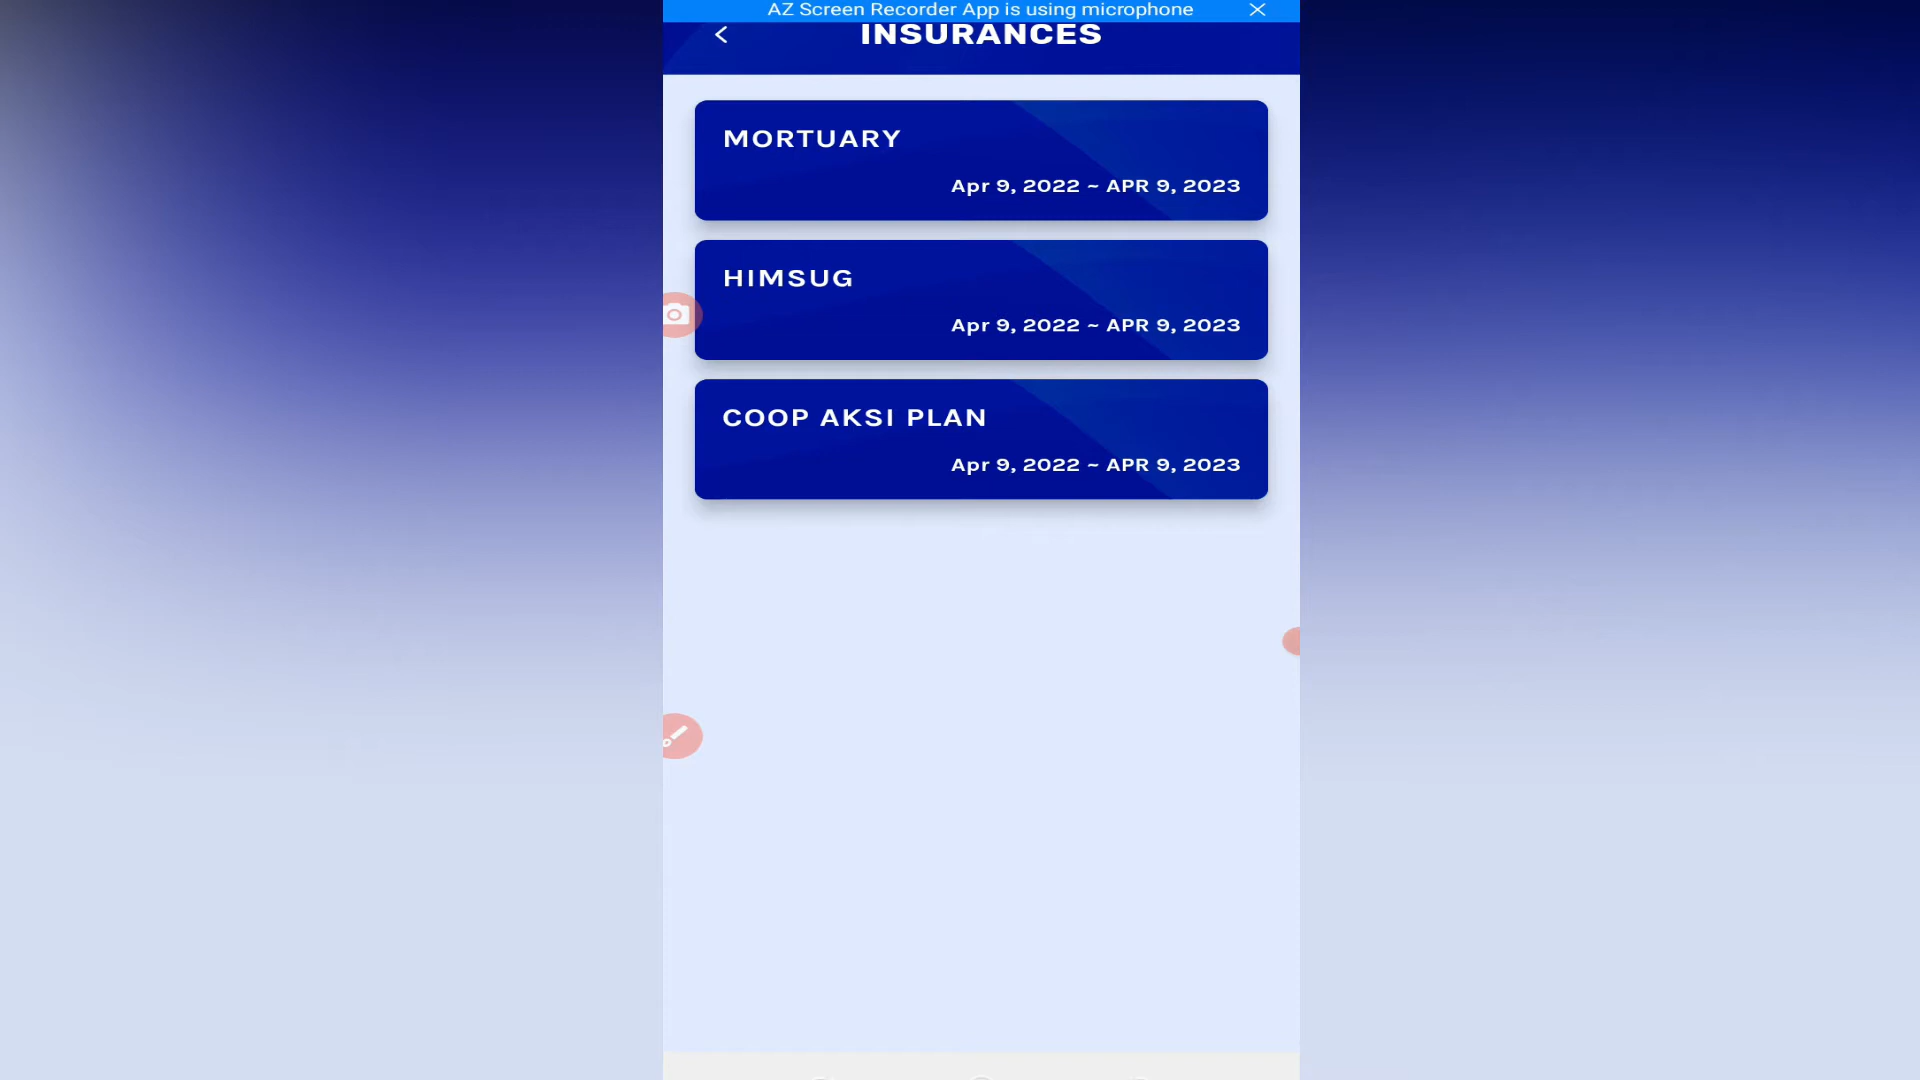 AZ Screen Recorder App is using microphone
INSURANCES
MORTUARY
Apr 9, 2022 ~ APR 9, 2023
HIMSUG
Apr 9, 2022 ~ APR 9, 2023
COOP AKSI PLAN
Apr 9, 2022 ~ APR 9, 2023